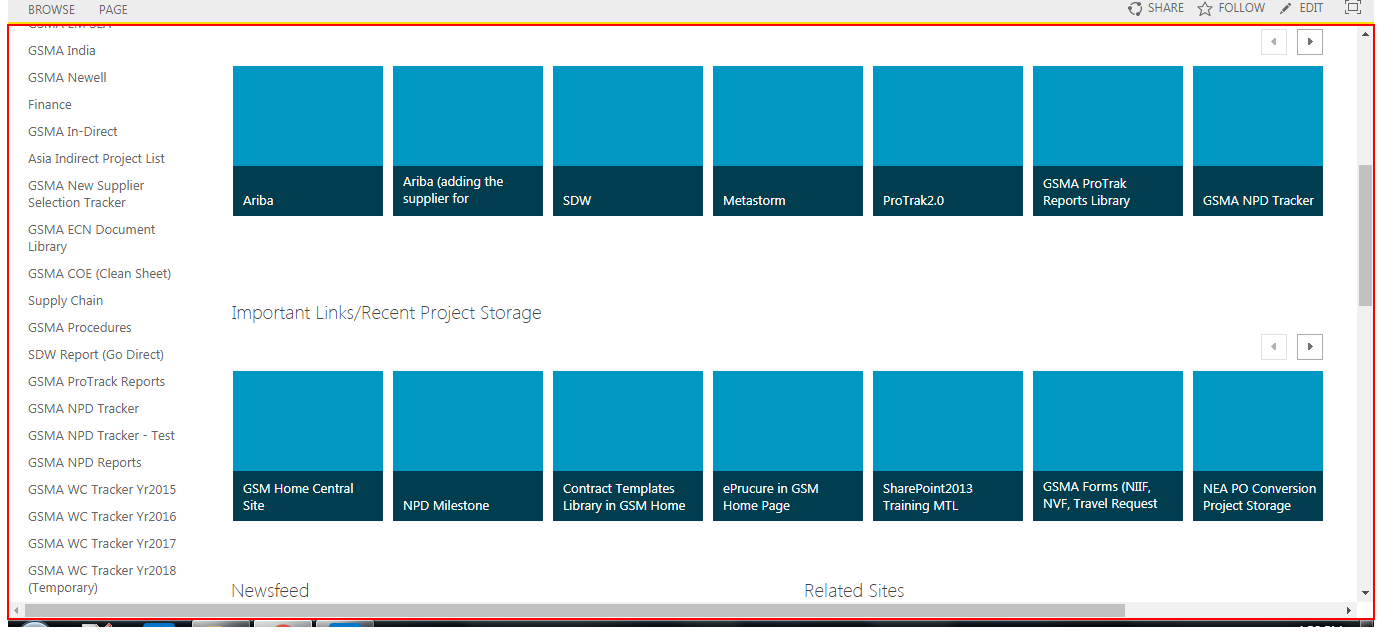 BROWSE PAGE SHARE FOLLOW EDIT
GSMA India
GSMA Newell
Finance
GSMA In-Direct
Asia Indirect Project List
GSMA New Supplier
Selection Tracker
GSMA ECN Document
Library
GSMA COE (Clean Sheet)
Supply Chain
GSMA Procedures
SDW Report (Go Direct)
GSMA ProTrack Reports
GSMA NPD Tracker
GSMA NPD Tracker - Test
GSMA NPD Reports
GSMA WC Tracker Yr2015
GSMA WC Tracker Yr2016
GSMA WC Tracker Yr2017
GSMA WC Tracker Yr2018
(Temporary)
Ariba
Ariba (adding the
supplier for
SDW
Metastorm
ProTrak2.0
GSMA ProTrak
Reports Library
GSMA NPD Tracker
Important Links/Recent Project Storage
GSM Home Central
Site
NPD Milestone
Contract Templates
Library in GSM Home
ePrucure in GSM
Home Page
SharePoint2013
Training MTL
GSMA Forms (NIIF,
NVF, Travel Request
NEA PO Conversion
Project Storage
Newsfeed
Related Sites